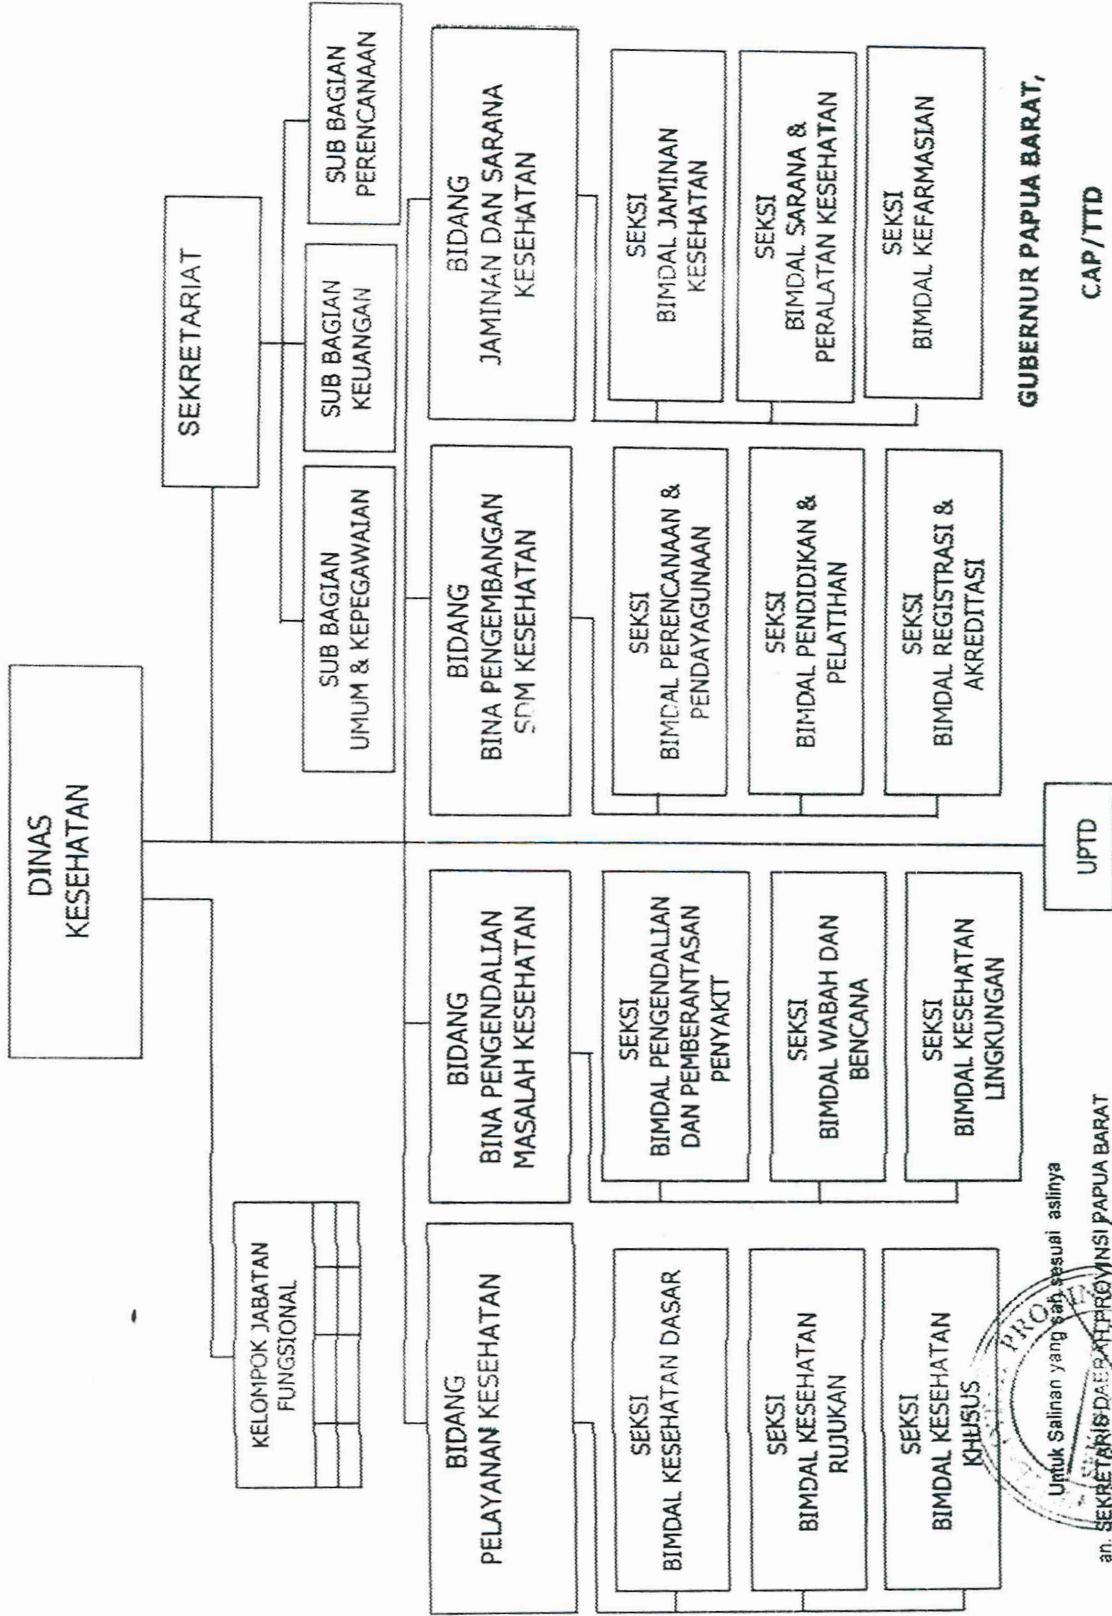 DINAS
KESEHATAN
SEKRETARIAT
KELOMPOK JABATAN
FUNGSIONAL
SUB BAGIAN
UMUM & KEPEGAWAIAN
SUB BAGIAN
KEUANGAN
SUB BAGIAN
PERENCANAAN
BIDANG
PELAYANAN KESEHATAN
BIDANG
BINA PENGENDALIAN
MASALAH KESEHATAN
BIDANG
BINA PENGEMBANGAN
SDM KESEHATAN
BIDANG
JAMINAN DAN SARANA
KESEHATAN
SEKSI
BIMDAL KESEHATAN DASAR
SEKSI
BIMDAL PENGENDALIAN
DAN PEMBERANTASAN
PENYAKIT
SEKSI
BIMDAL PERENCANAAN &
PENDAYAGUNAAN
SEKSI
BIMDAL JAMINAN
KESEHATAN
SEKSI
BIMDAL KESEHATAN
RUJUKAN
SEKSI
BIMDAL WABAH DAN
BENCANA
SEKSI
BIMDAL PENDIDIKAN &
PELATIHAN
SEKSI
BIMDAL SARANA &
PERALATAN KESEHATAN
SEKSI
BIMDAL KESEHATAN
KHUSUS
SEKSI
BIMDAL KESEHATAN
LINGKUNGAN
SEKSI
BIMDAL REGISTRASI &
AKREDITASI
SEKSI
BIMDAL KEFARMASIAN
UPTD
GUBERNUR PAPUA BARAT,
CAP/TTD
Untuk Salinan yang sah sesuai aslinya
an. SEKRETARIS DAERAH PROVINSI PAPUA BARAT